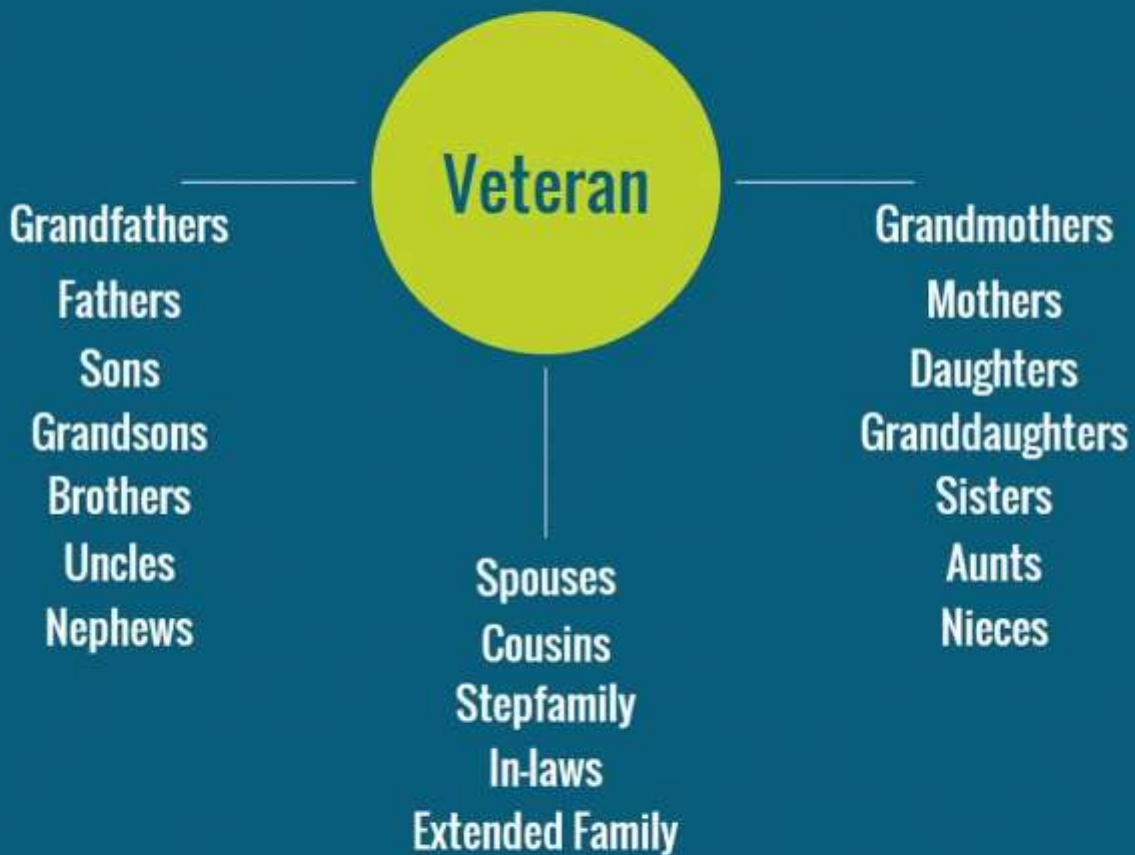 Veteran
Grandfathers
Fathers
Sons
Grandsons
Brothers
Uncles
Nephews
Spouses
Cousins
Stepfamily
In-laws
Extended Family
Grandmothers
Mothers
Daughters
Granddaughters
Sisters
Aunts
Nieces